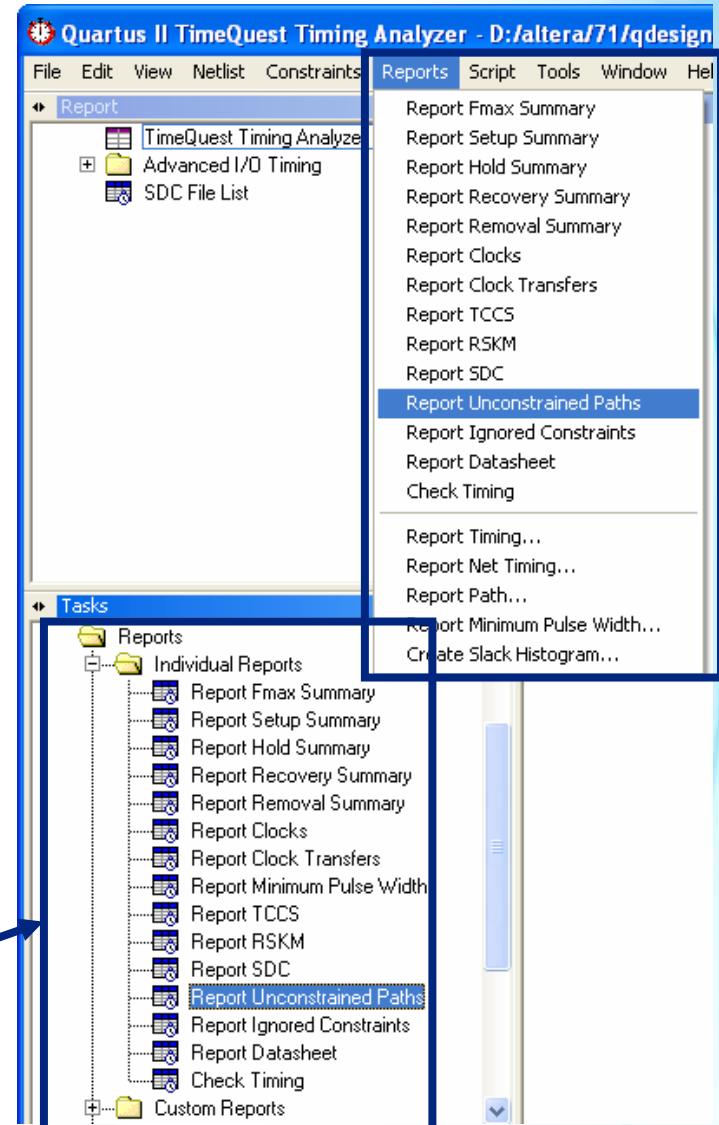 Quartus II TimeQuest Timing Analyzer - D:/altera/71/qdesign
File Edit View Netlist Constraints Reports Script Tools Window Hel
Report
TimeQuest Timing Analyze
Advanced I/O Timing
SDC File List
Report Fmax Summary
Report Setup Summary
Report Hold Summary
Report Recovery Summary
Report Removal Summary
Report Clocks
Report Clock Transfers
Report TCCS
Report RSKM
Report SDC
Report Unconstrained Paths
Report Ignored Constraints
Report Datasheet
Check Timing
Report Timing...
Report Net Timing...
Report Path...
Report Minimum Pulse Width...
Create Slack Histogram...
Tasks
Reports
Individual Reports
Report Fmax Summary
Report Setup Summary
Report Hold Summary
Report Recovery Summary
Report Removal Summary
Report Clocks
Report Clock Transfers
Report Minimum Pulse Width
Report TCCS
Report RSKM
Report SDC
Report Unconstrained Paths
Report Ignored Constraints
Report Datasheet
Check Timing
Custom Reports